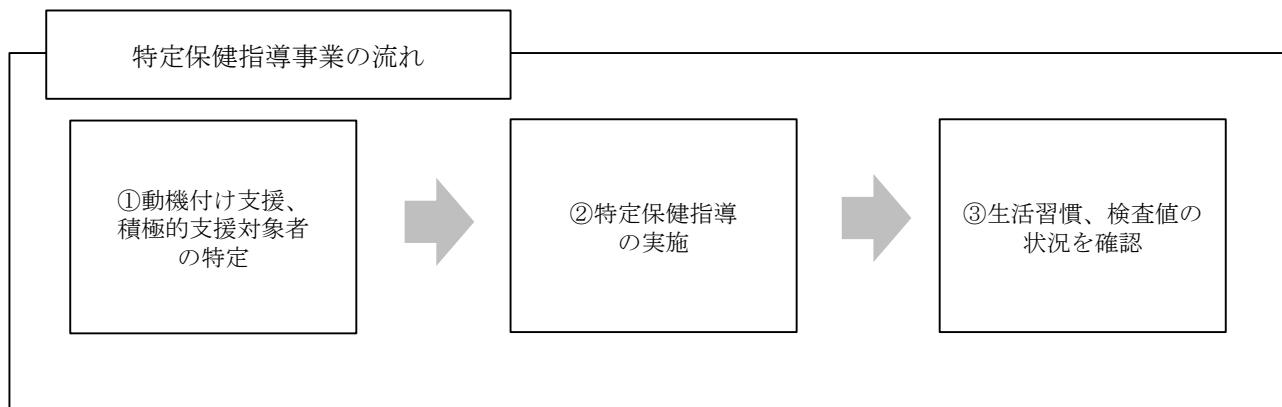 特定保健指導事業の流れ
①動機付け支援、
積極的支援対象者
の特定
②特定保健指導
の実施
③生活習慣、検査値の
状況を確認